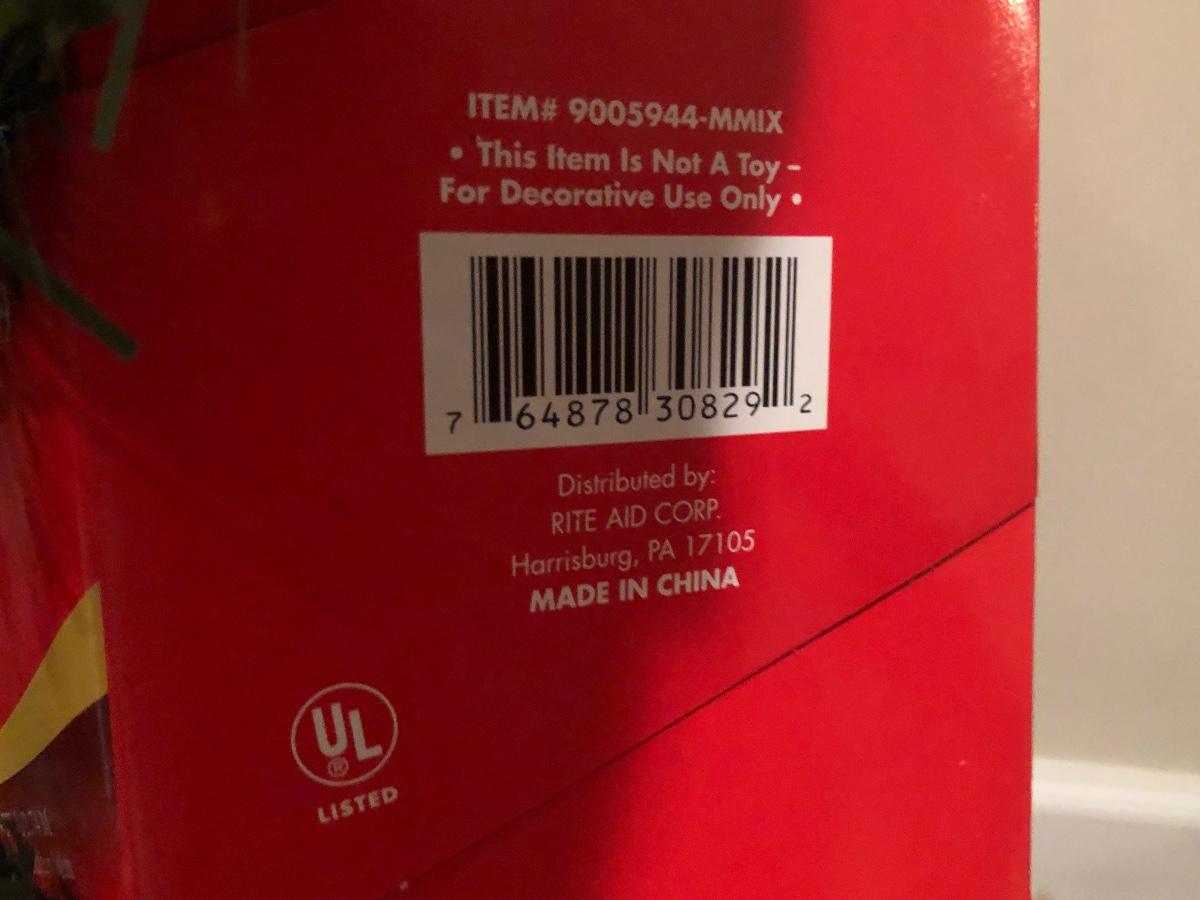 ITEM# 9005944-MMIX
• This Item Is Not A Toy –
For Decorative Use Only •
7 64878 30829 2
Distributed by:
RITE AID CORP.
Harrisburg, PA 17105
MADE IN CHINA
UL
®
LISTED